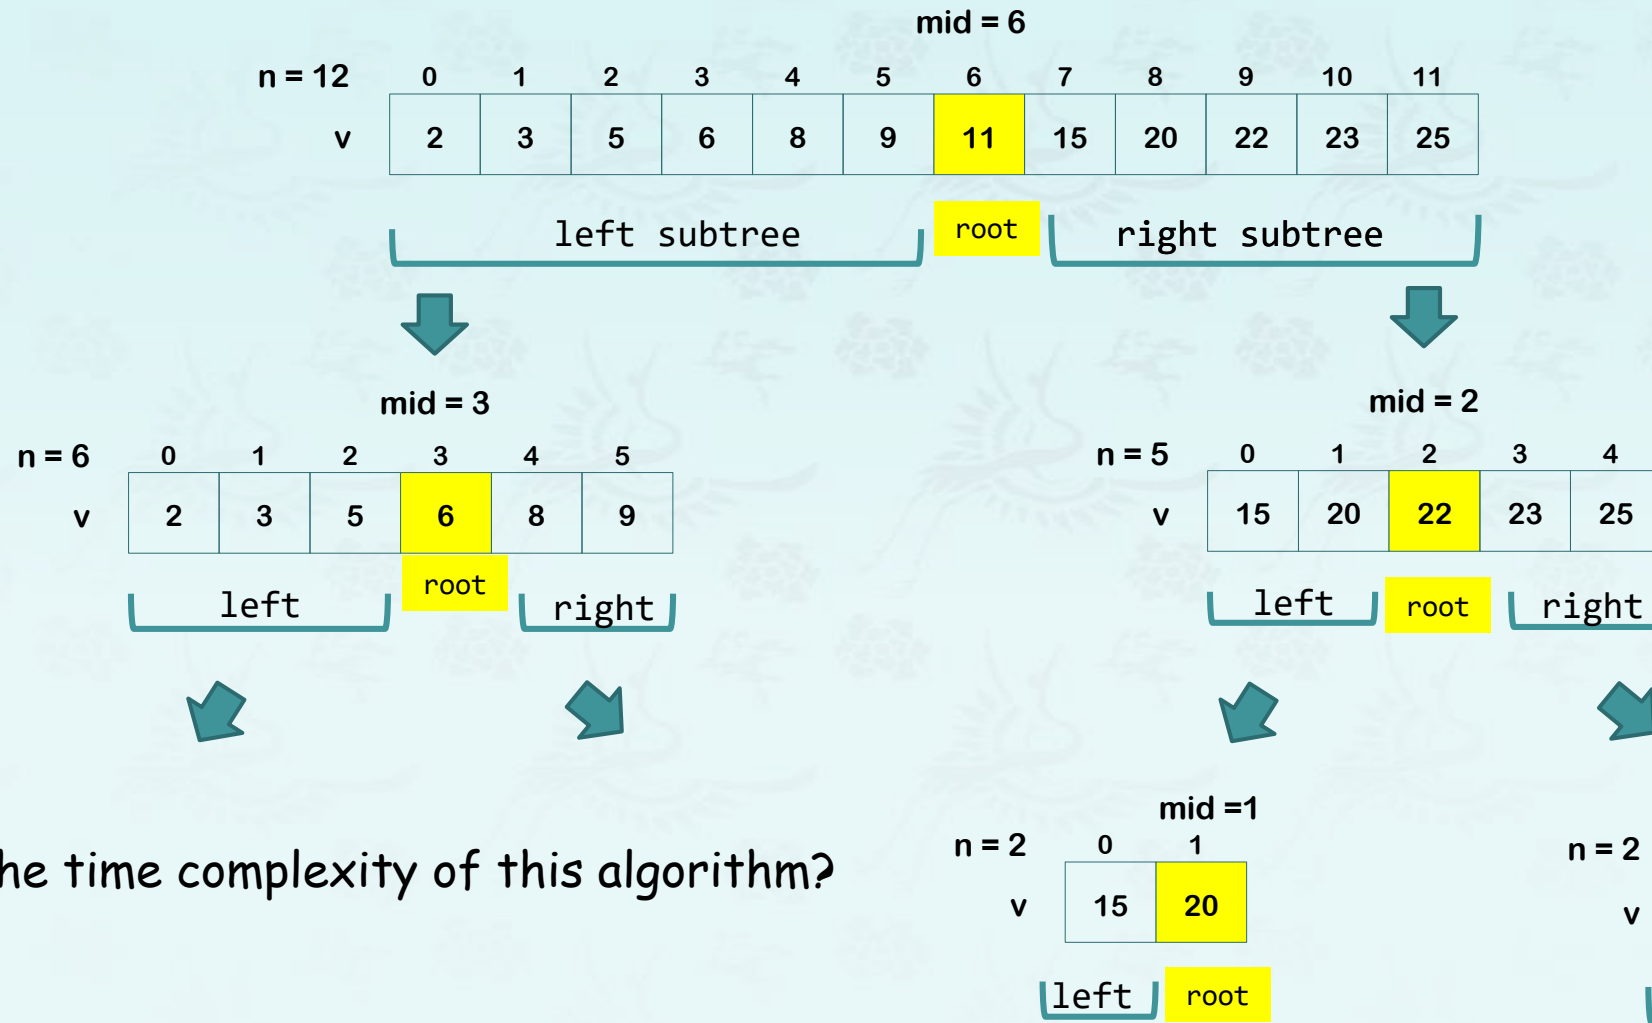 mid = 6
n = 12 0 1 2 3 4 5 6 7 8 9 10 11
v 2 3 5 6 8 9 11 15 20 22 23 25
left subtree root right subtree
mid = 3 mid = 2
n = 6 0 1 2 3 4 5 n = 5 0 1 2 3 4
v 2 3 5 6 8 9 v 15 20 22 23 25
left root right left root right
mid =1
n = 2 0 1 n = 2
he time complexity of this algorithm?
v 15 20 v
left root